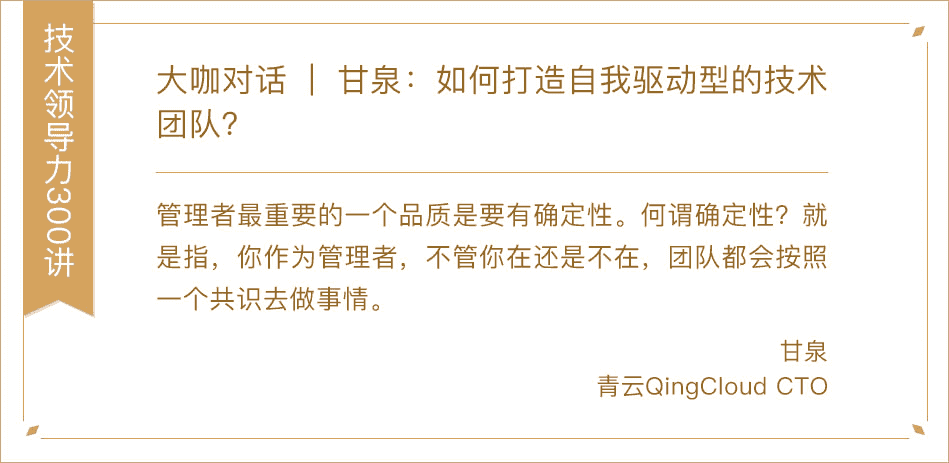 技术领导力300讲
大咖对话 | 甘泉：如何打造自我驱动型的技术
团队？
管理者最重要的一个品质是要有确定性。何谓确定性？就
是指，你作为管理者，不管你在还是不在，团队都会按照
一个共识去做事情。
甘泉
青云QingCloud CTO